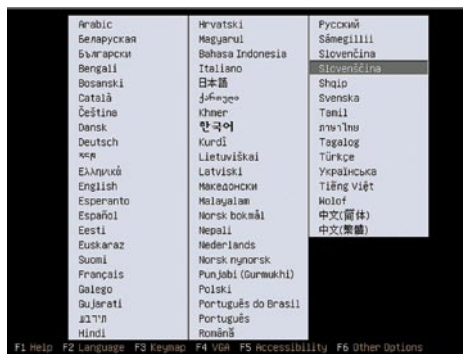 Arabic
Беларуская
Български
Bengali
Bosanski
Català
Čeština
Dansk
Deutsch
Ελληνικά
English
Esperanto
Español
Eesti
Euskaraz
Suomi
Français
Galego
Gujarati
עברית
Hindi
Hrvatski
Magyarul
Bahasa Indonesia
Italiano
日本語
ქართული
Khmer
한국어
Kurdî
Lietuviškai
Latviski
Македонски
Malayalam
Norsk bokmål
Nepali
Nederlands
Norsk nynorsk
Punjabi (Gurmukhi)
Polski
Português do Brasil
Português
Română
Русский
Sámegillii
Slovenčina
Slovenščina
Shqip
Svenska
Tamil
ภาษาไทย
Tagalog
Türkçe
Українська
Tiếng Việt
Wolof
中文(简体)
中文(繁體)
F1 Help F2 Language F3 Keymap F4 VGA F5 Accessibility F6 Other Options